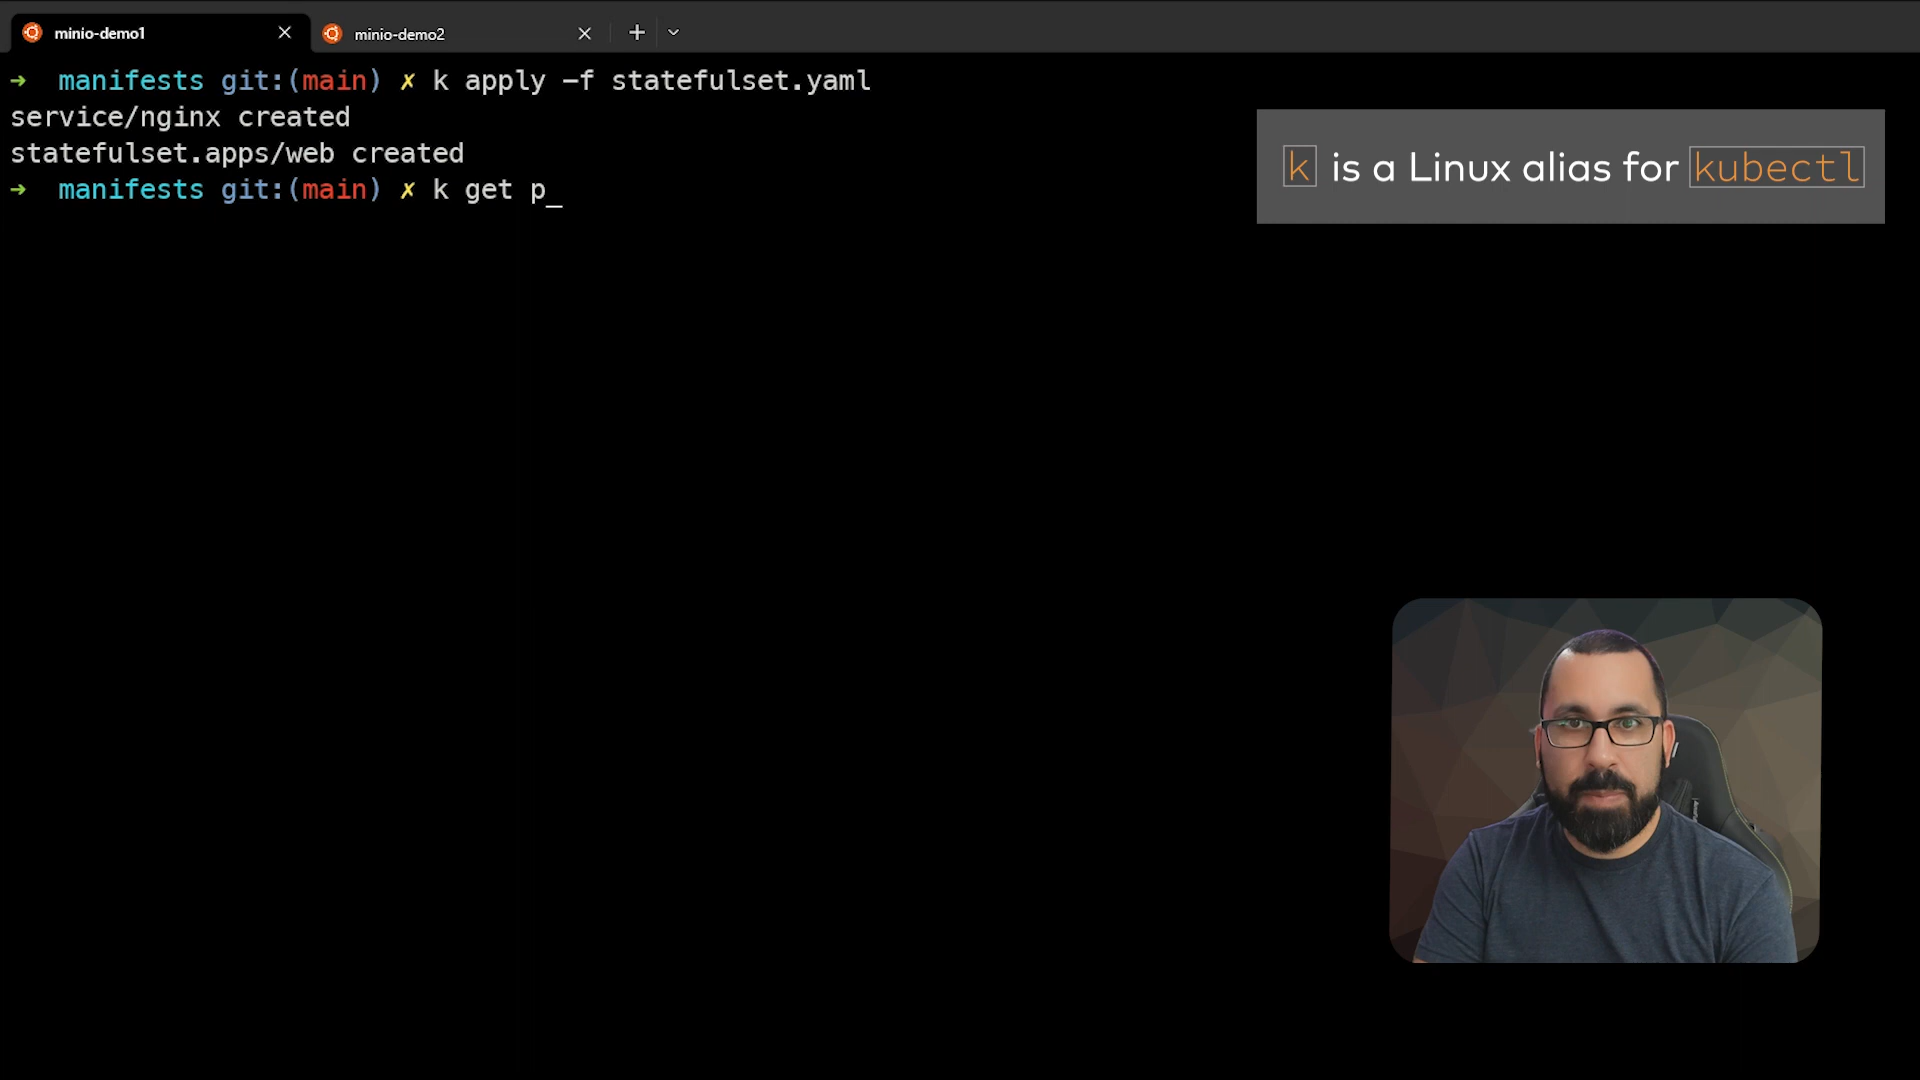 minio-demo1
minio-demo2
➜ manifests git:(main) ✗ k apply -f statefulset.yaml
service/nginx created
statefulset.apps/web created
➜ manifests git:(main) ✗ k get p_
k is a Linux alias for kubectl